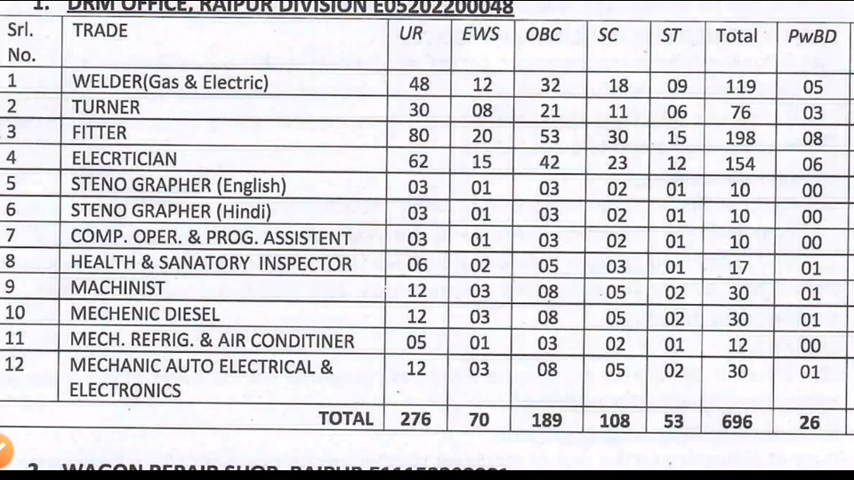 1. DRM OFFICE, RAIPUR DIVISION E05202200048
Srl. No. TRADE UR EWS OBC SC ST Total PwBD
1 WELDER(Gas & Electric) 48 12 32 18 09 119 05
2 TURNER 30 08 21 11 06 76 03
3 FITTER 80 20 53 30 15 198 08
4 ELECRTICIAN 62 15 42 23 12 154 06
5 STENO GRAPHER (English) 03 01 03 02 01 10 00
6 STENO GRAPHER (Hindi) 03 01 03 02 01 10 00
7 COMP. OPER. & PROG. ASSISTENT 03 01 03 02 01 10 00
8 HEALTH & SANATORY INSPECTOR 06 02 05 03 01 17 01
9 MACHINIST 12 03 08 05 02 30 01
10 MECHENIC DIESEL 12 03 08 05 02 30 01
11 MECH. REFRIG. & AIR CONDITINER 05 01 03 02 01 12 00
12 MECHANIC AUTO ELECTRICAL & 12 03 08 05 02 30 01
ELECTRONICS
TOTAL 276 70 189 108 53 696 26
2. WAGON REPAIR SHOP, RAIPUR